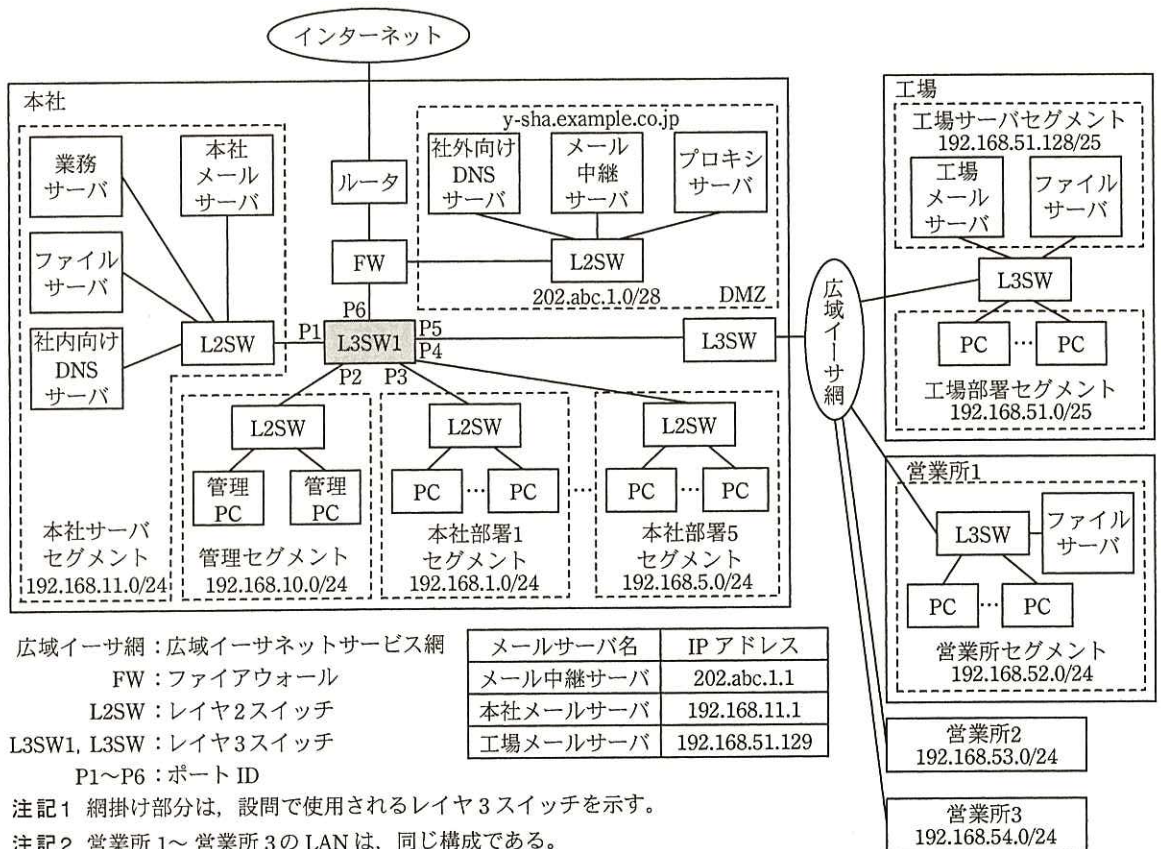 インターネット
本社
業務
サーバ
本社
メール
サーバ
ファイル
サーバ
社内向け
DNS
サーバ
L2SW
本社サーバ
セグメント
192.168.11.0/24
ルータ
FW
P6
P1
L3SW1
P5
P4
P2
P3
y-sha.example.co.jp
社外向け
DNS
サーバ
メール
中継
サーバ
プロキシ
サーバ
L2SW
202.abc.1.0/28
DMZ
L3SW
L2SW
管理
PC
管理
PC
管理セグメント
192.168.10.0/24
L2SW
PC
…
PC
本社部署1
セグメント
192.168.1.0/24
…
L2SW
PC
…
PC
本社部署5
セグメント
192.168.5.0/24
広域イーサ網
工場
工場サーバセグメント
192.168.51.128/25
工場
メール
サーバ
ファイル
サーバ
L3SW
PC
…
PC
工場部署セグメント
192.168.51.0/25
営業所1
L3SW
ファイル
サーバ
PC
…
PC
営業所セグメント
192.168.52.0/24
営業所2
192.168.53.0/24
営業所3
192.168.54.0/24
広域イーサ網：広域イーサネットサービス網
FW：ファイアウォール
L2SW：レイヤ2スイッチ
L3SW1, L3SW：レイヤ3スイッチ
P1～P6：ポート ID
メールサーバ名 IP アドレス
メール中継サーバ 202.abc.1.1
本社メールサーバ 192.168.11.1
工場メールサーバ 192.168.51.129
注記1 網掛け部分は，設問で使用されるレイヤ3スイッチを示す。
注記2 営業所1～営業所3のLANは，同じ構成である。